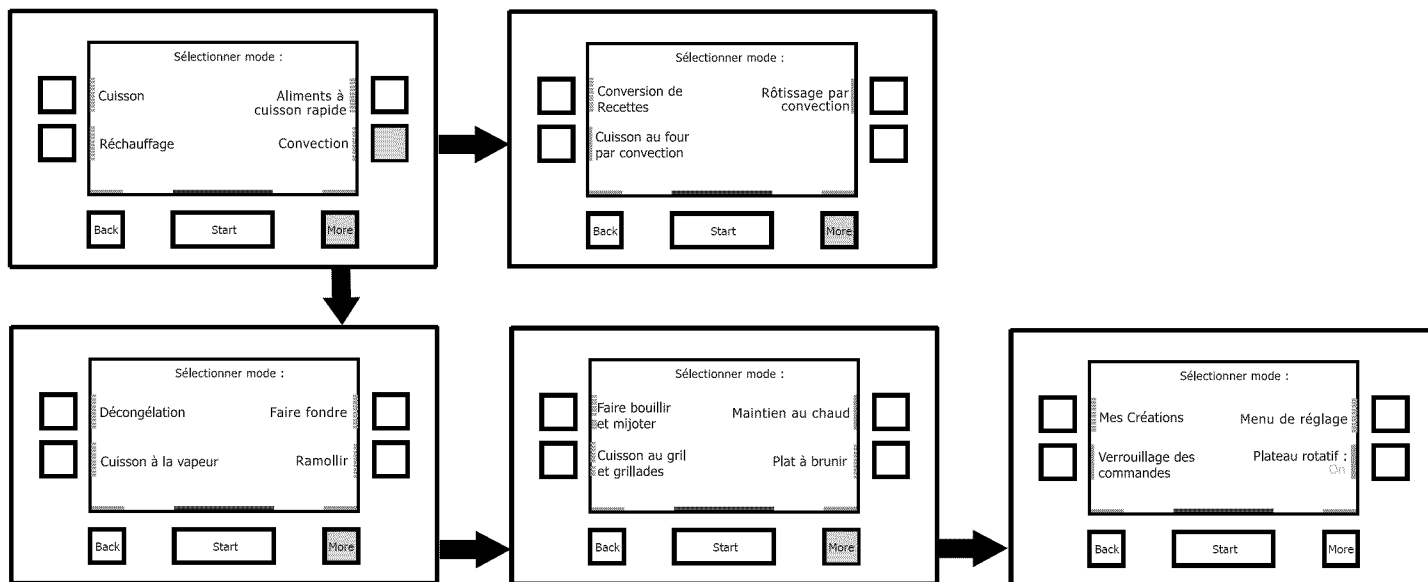 Sélectionner mode :
Cuisson
Aliments à
cuisson rapide
Réchauffage
Convection
Back
Start
More
Sélectionner mode :
Conversion de
Recettes
Rôtissage par
convection
Cuisson au four
par convection
Back
Start
More
Sélectionner mode :
Décongélation
Faire fondre
Cuisson à la vapeur
Ramollir
Back
Start
More
Sélectionner mode :
Faire bouillir
et mijoter
Maintien au chaud
Cuisson au gril
et grillades
Plat à brunir
Back
Start
More
Sélectionner mode :
Mes Créations
Menu de réglage
Verrouillage des
commandes
Plateau rotatif :
On
Back
Start
More